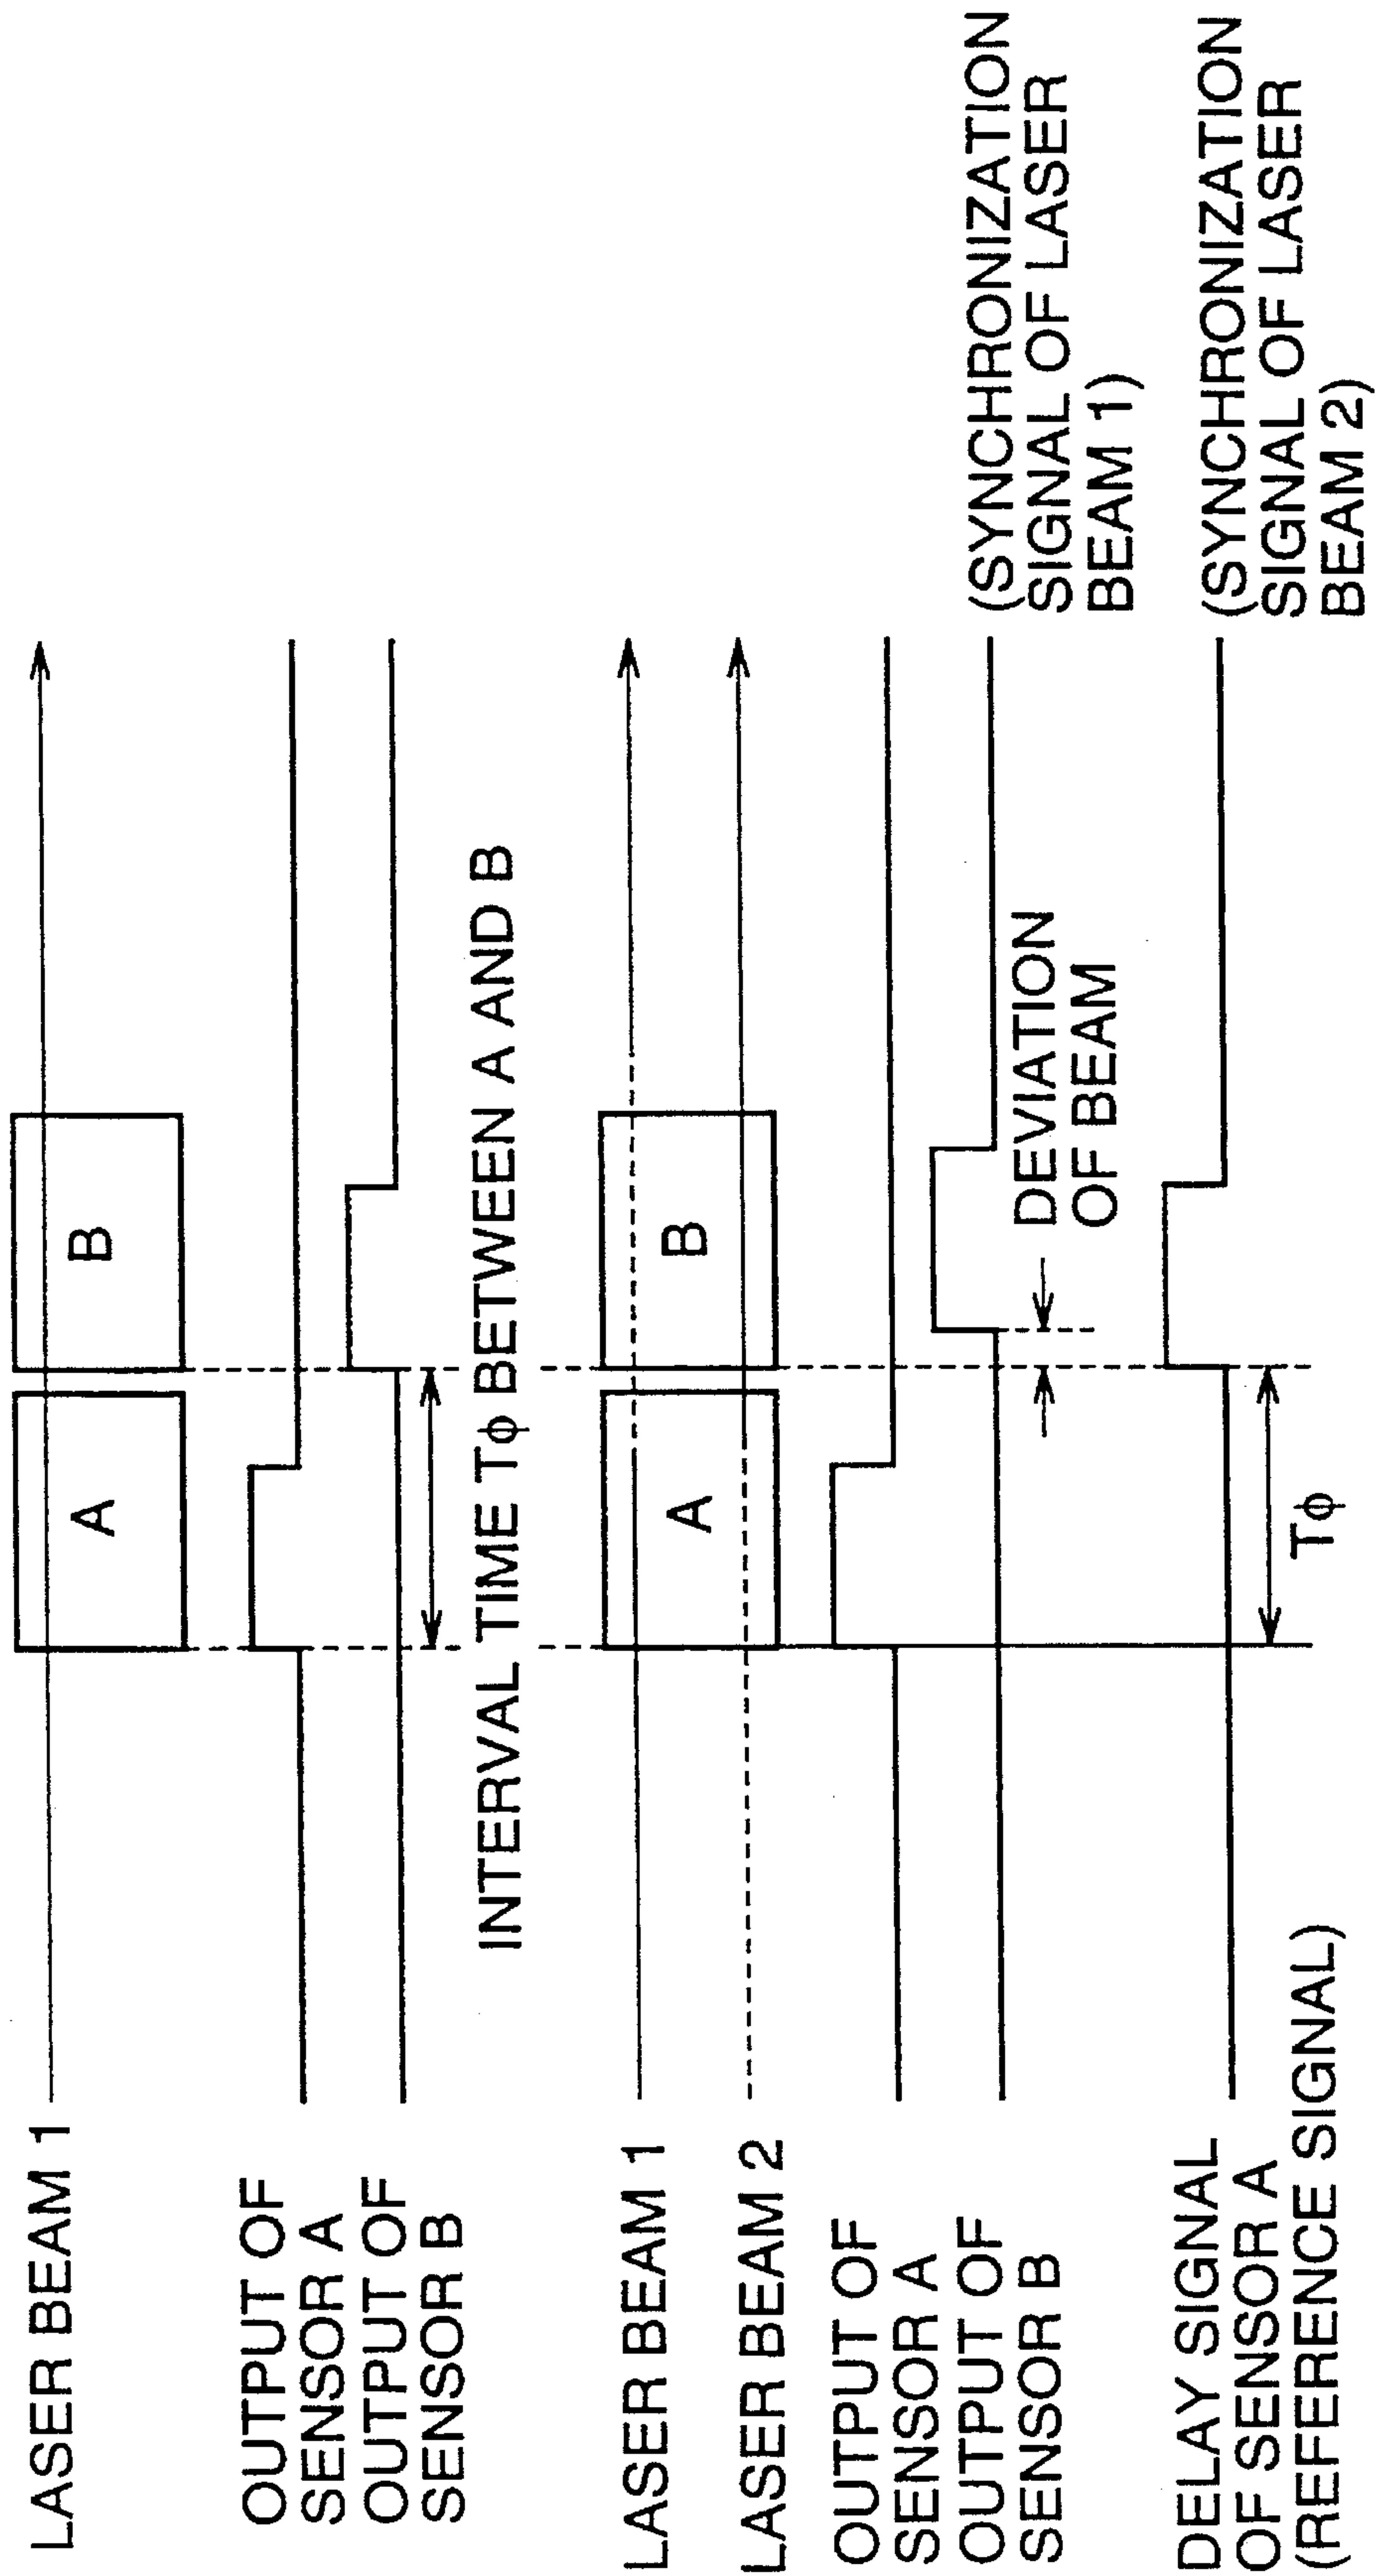 LASER BEAM 1
A
B
OUTPUT OF
SENSOR A
OUTPUT OF
SENSOR B
INTERVAL TIME Tϕ BETWEEN A AND B
LASER BEAM 1
LASER BEAM 2
A
B
OUTPUT OF
SENSOR A
OUTPUT OF
SENSOR B
(SYNCHRONIZATION
SIGNAL OF LASER
BEAM 1)
DEVIATION
OF BEAM
DELAY SIGNAL
OF SENSOR A
(REFERENCE SIGNAL)
Tϕ
(SYNCHRONIZATION
SIGNAL OF LASER
BEAM 2)